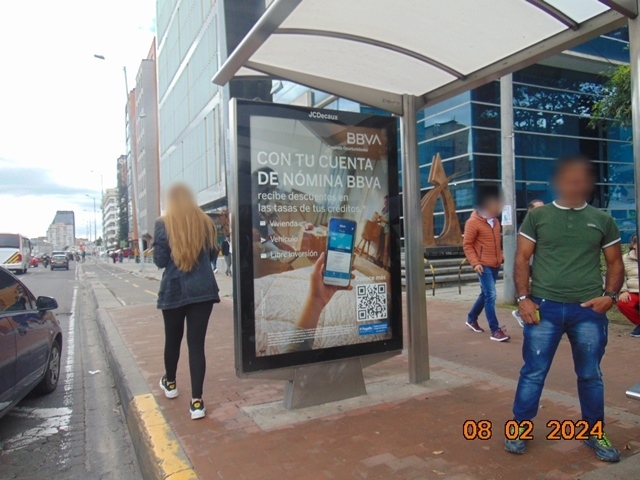 JCDecaux
BBVA
CON TU CUENTA
DE NÓMINA BBVA
recibe descuentos en
las tasas de tus créditos.*
Vivienda
Vehículo
Libre inversión
08 02 2024